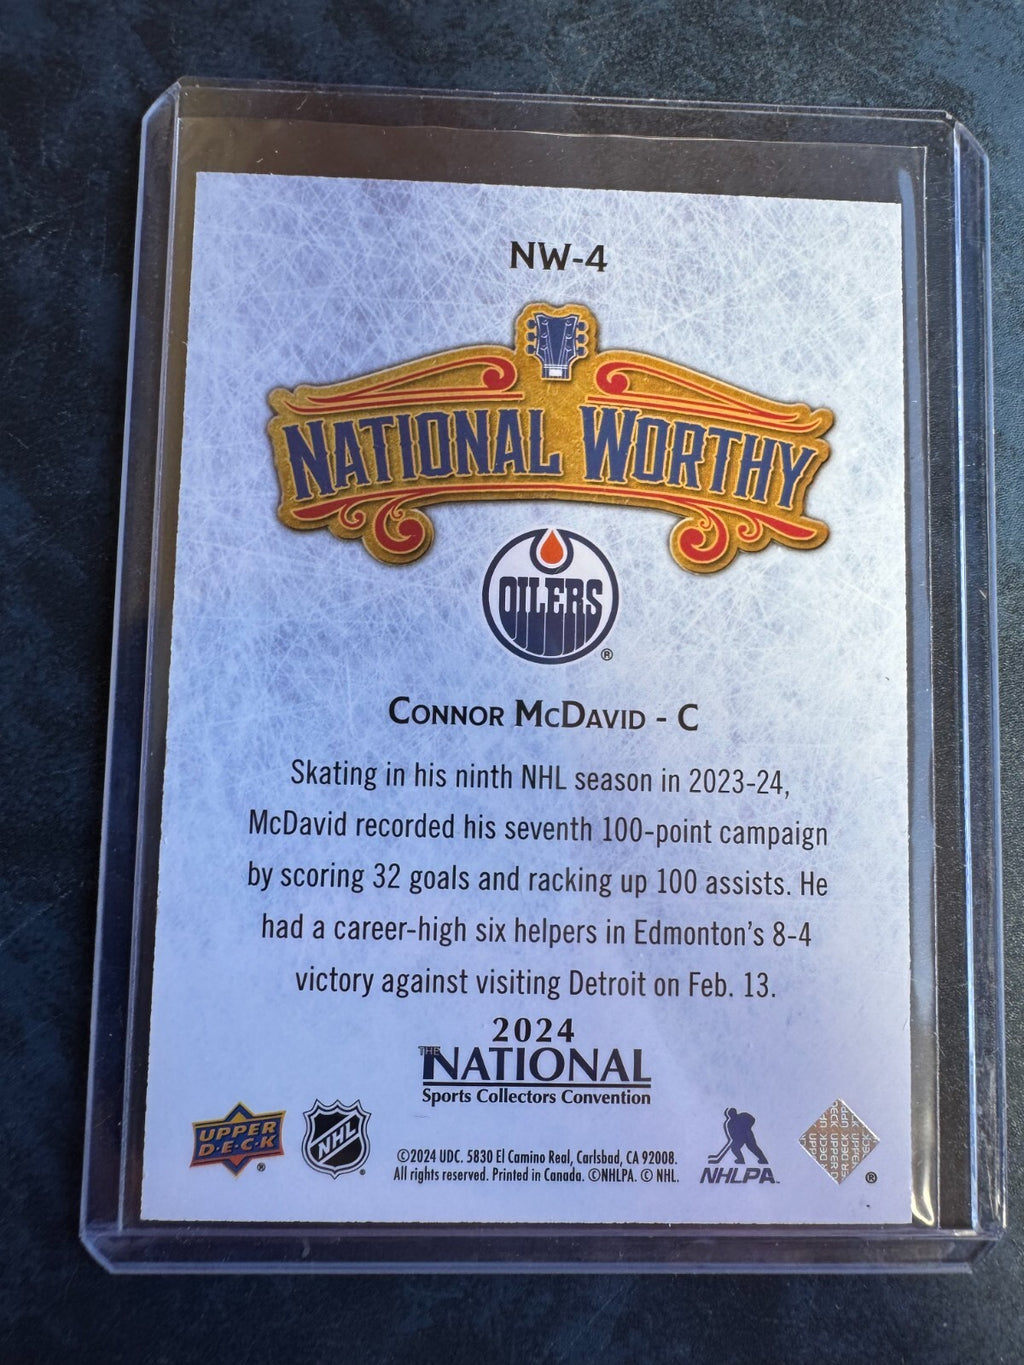 NW-4
NATIONAL WORTHY
OILERS
®
CONNOR MCDAVID - C
Skating in his ninth NHL season in 2023-24,
McDavid recorded his seventh 100-point campaign
by scoring 32 goals and racking up 100 assists. He
had a career-high six helpers in Edmonton's 8-4
victory against visiting Detroit on Feb. 13.
2024
THE NATIONAL
Sports Collectors Convention
UPPER
D·E·C·K
®
NHL
®
©2024 UDC. 5830 El Camino Real, Carlsbad, CA 92008.
All rights reserved. Printed in Canada. ©NHLPA. © NHL.
NHLPA
UPPER DECK
®